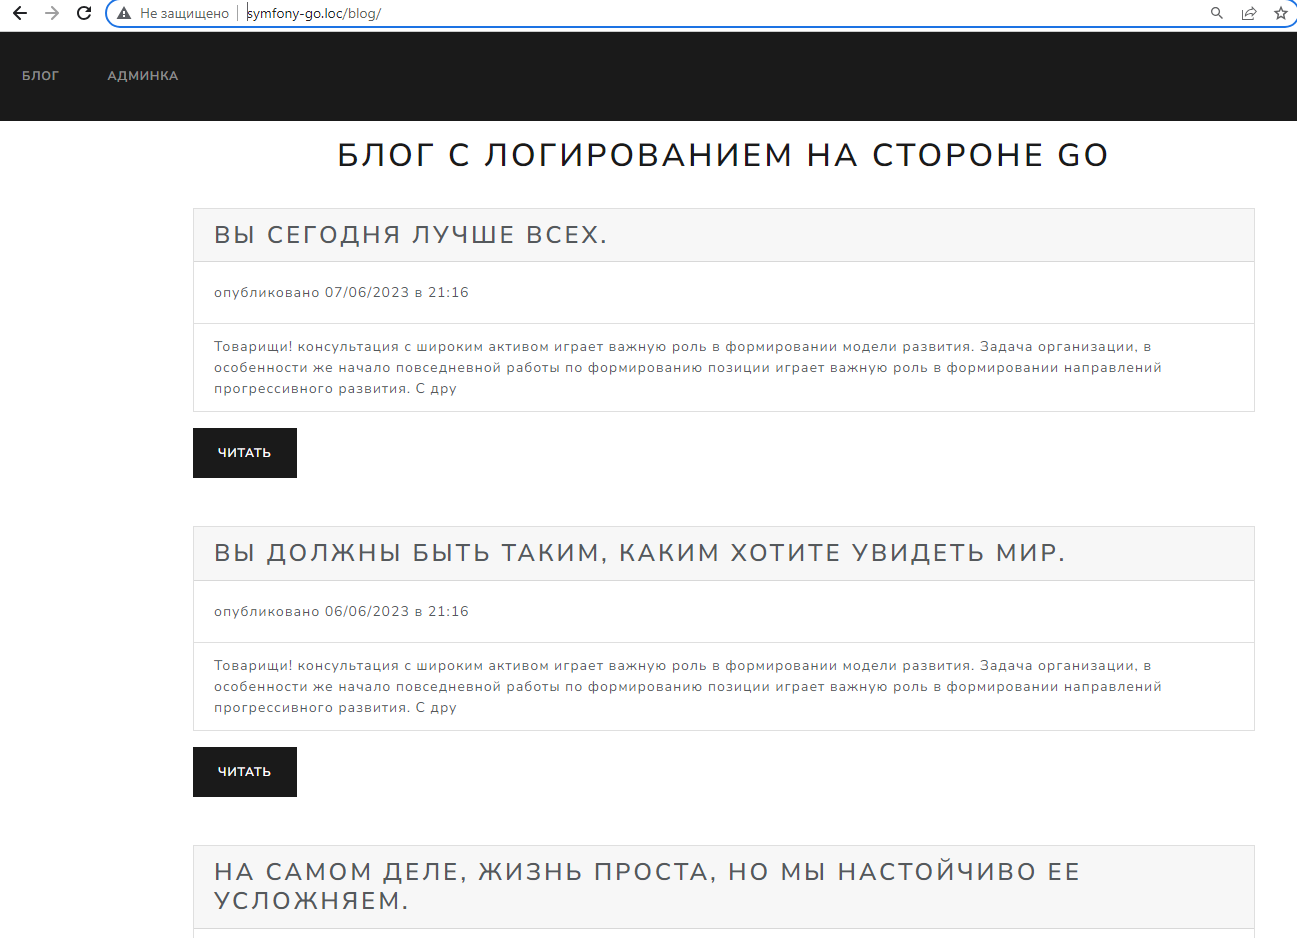 Не защищено symfony-go.loc/blog/
БЛОГ АДМИНКА
БЛОГ С ЛОГИРОВАНИЕМ НА СТОРОНЕ GO
ВЫ СЕГОДНЯ ЛУЧШЕ ВСЕХ.
опубликовано 07/06/2023 в 21:16
Товарищи! консультация с широким активом играет важную роль в формировании модели развития. Задача организации, в
особенности же начало повседневной работы по формированию позиции играет важную роль в формировании направлений
прогрессивного развития. С дру
ЧИТАТЬ
ВЫ ДОЛЖНЫ БЫТЬ ТАКИМ, КАКИМ ХОТИТЕ УВИДЕТЬ МИР.
опубликовано 06/06/2023 в 21:16
Товарищи! консультация с широким активом играет важную роль в формировании модели развития. Задача организации, в
особенности же начало повседневной работы по формированию позиции играет важную роль в формировании направлений
прогрессивного развития. С дру
ЧИТАТЬ
НА САМОМ ДЕЛЕ, ЖИЗНЬ ПРОСТА, НО МЫ НАСТОЙЧИВО ЕЕ
УСЛОЖНЯЕМ.